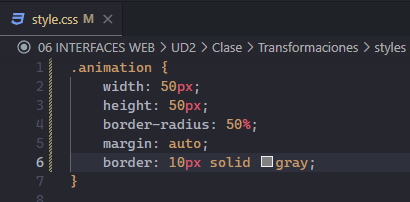 style.css X
06 INTERFACES WEB > UD2 > Clase > Transformaciones > styles
1 .animation {
2 width: 50px;
3 height: 50px;
4 border-radius: 50%;
5 margin: auto;
6 border: 10px solid gray;
7 }
8